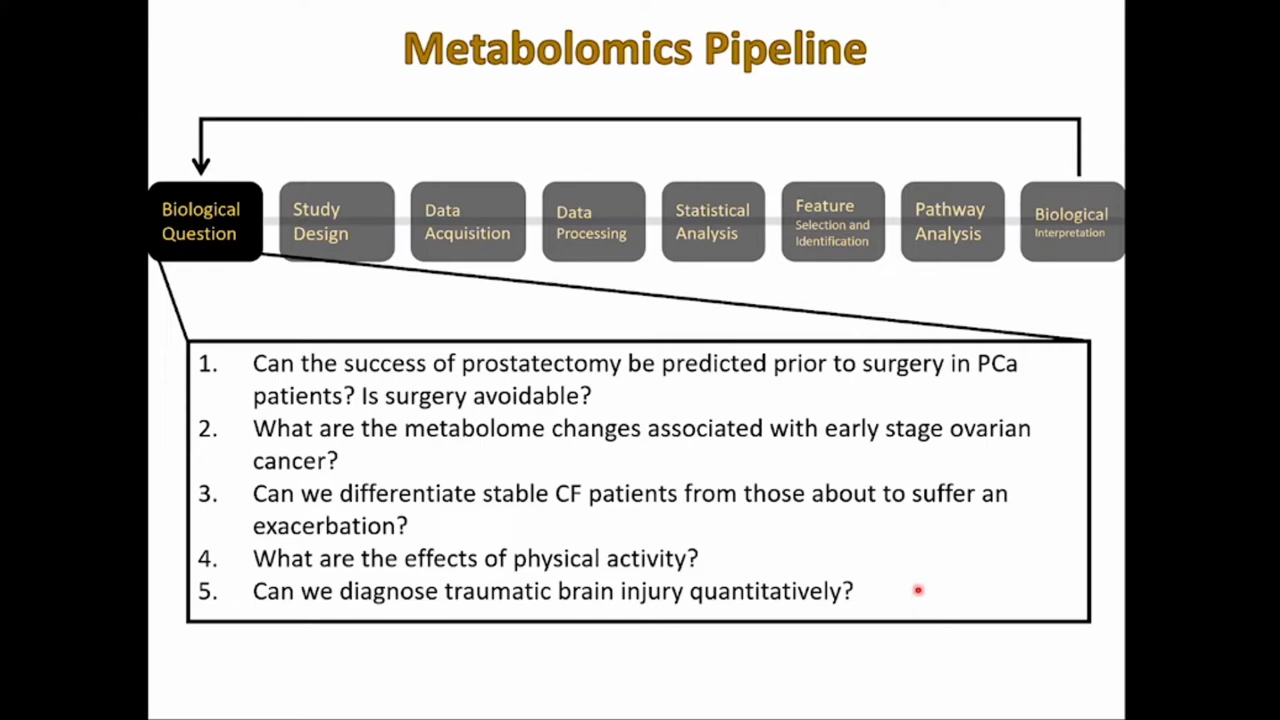 Metabolomics Pipeline
Biological
Question
Study
Design
Data
Acquisition
Data
Processing
Statistical
Analysis
Feature
Selection and
Identification
Pathway
Analysis
Biological
Interpretation
1. Can the success of prostatectomy be predicted prior to surgery in PCa
patients? Is surgery avoidable?
2. What are the metabolome changes associated with early stage ovarian
cancer?
3. Can we differentiate stable CF patients from those about to suffer an
exacerbation?
4. What are the effects of physical activity?
5. Can we diagnose traumatic brain injury quantitatively?